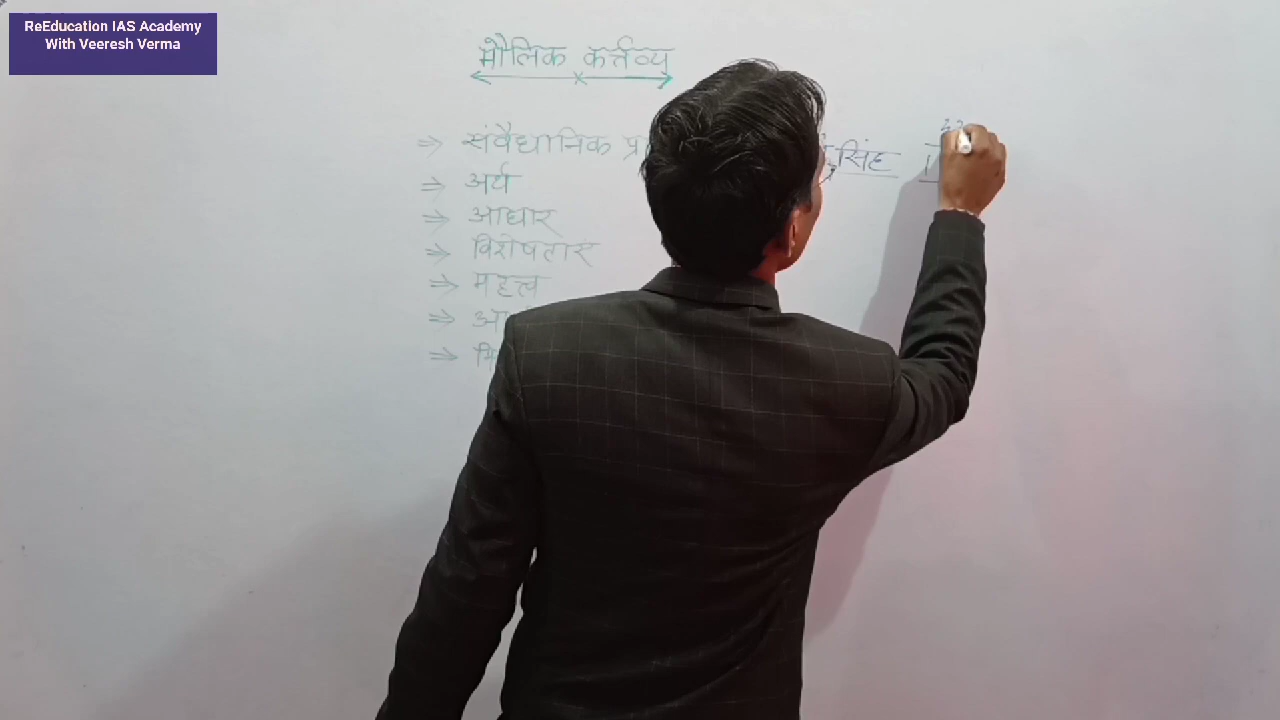 ReEducation IAS Academy
With Veeresh Verma
मौलिक कर्त्तव्य
⇒ संवैधानिक सिंह
⇒ अर्थ
⇒ आधार
⇒ विशेषताएं
⇒ महत्त्व
⇒
⇒